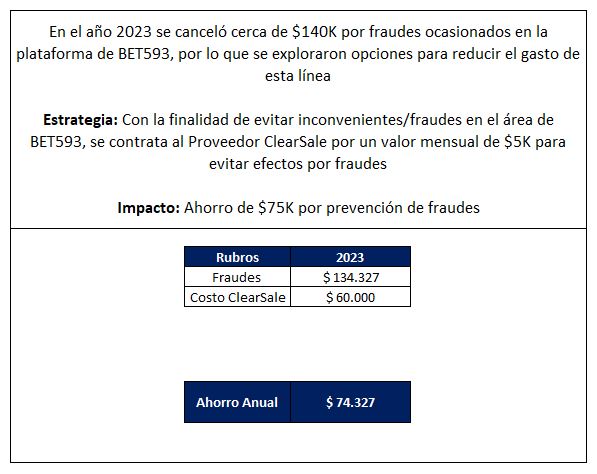 En el año 2023 se canceló cerca de $140K por fraudes ocasionados en la
plataforma de BET593, por lo que se exploraron opciones para reducir el gasto de
esta línea
Estrategia: Con la finalidad de evitar inconvenientes/fraudes en el área de
BET593, se contrata al Proveedor ClearSale por un valor mensual de $5K para
evitar efectos por fraudes
Impacto: Ahorro de $75K por prevención de fraudes
Rubros 2023
Fraudes $ 134.327
Costo ClearSale $ 60.000
Ahorro Anual $ 74.327